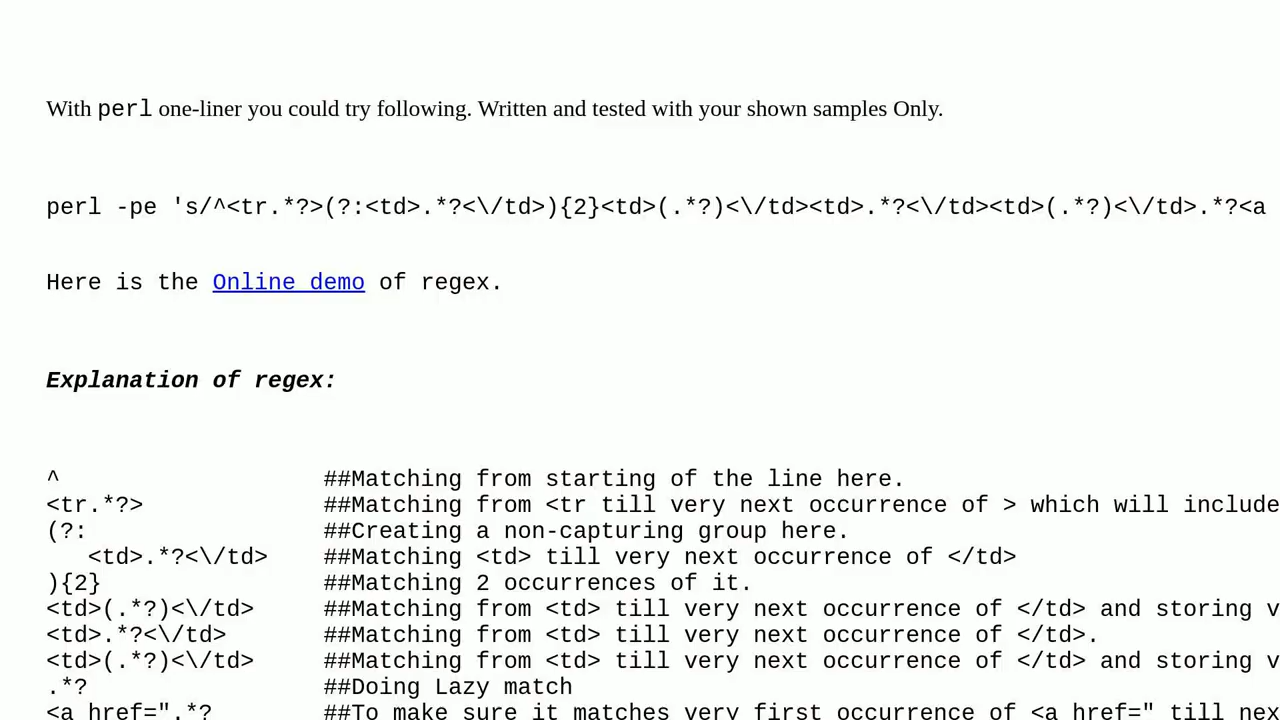 With perl one-liner you could try following. Written and tested with your shown samples Only.
perl -pe 's/^<tr.*?>(?:<td>.*?<\/td>){2}<td>(.*?)<\/td><td>.*?<\/td><td>(.*?)<\/td>.*?<a
Here is the Online demo of regex.
Explanation of regex:
^                   ##Matching from starting of the line here.
<tr.*?>             ##Matching from <tr till very next occurrence of > which will include
(?:                 ##Creating a non-capturing group here.
   <td>.*?<\/td>    ##Matching <td> till very next occurrence of </td>
){2}                ##Matching 2 occurrences of it.
<td>(.*?)<\/td>     ##Matching from <td> till very next occurrence of </td> and storing v
<td>.*?<\/td>       ##Matching from <td> till very next occurrence of </td>.
<td>(.*?)<\/td>     ##Matching from <td> till very next occurrence of </td> and storing v
.*?                 ##Doing Lazy match
<a href=".*?        ##To make sure it matches very first occurrence of <a href=" till nex